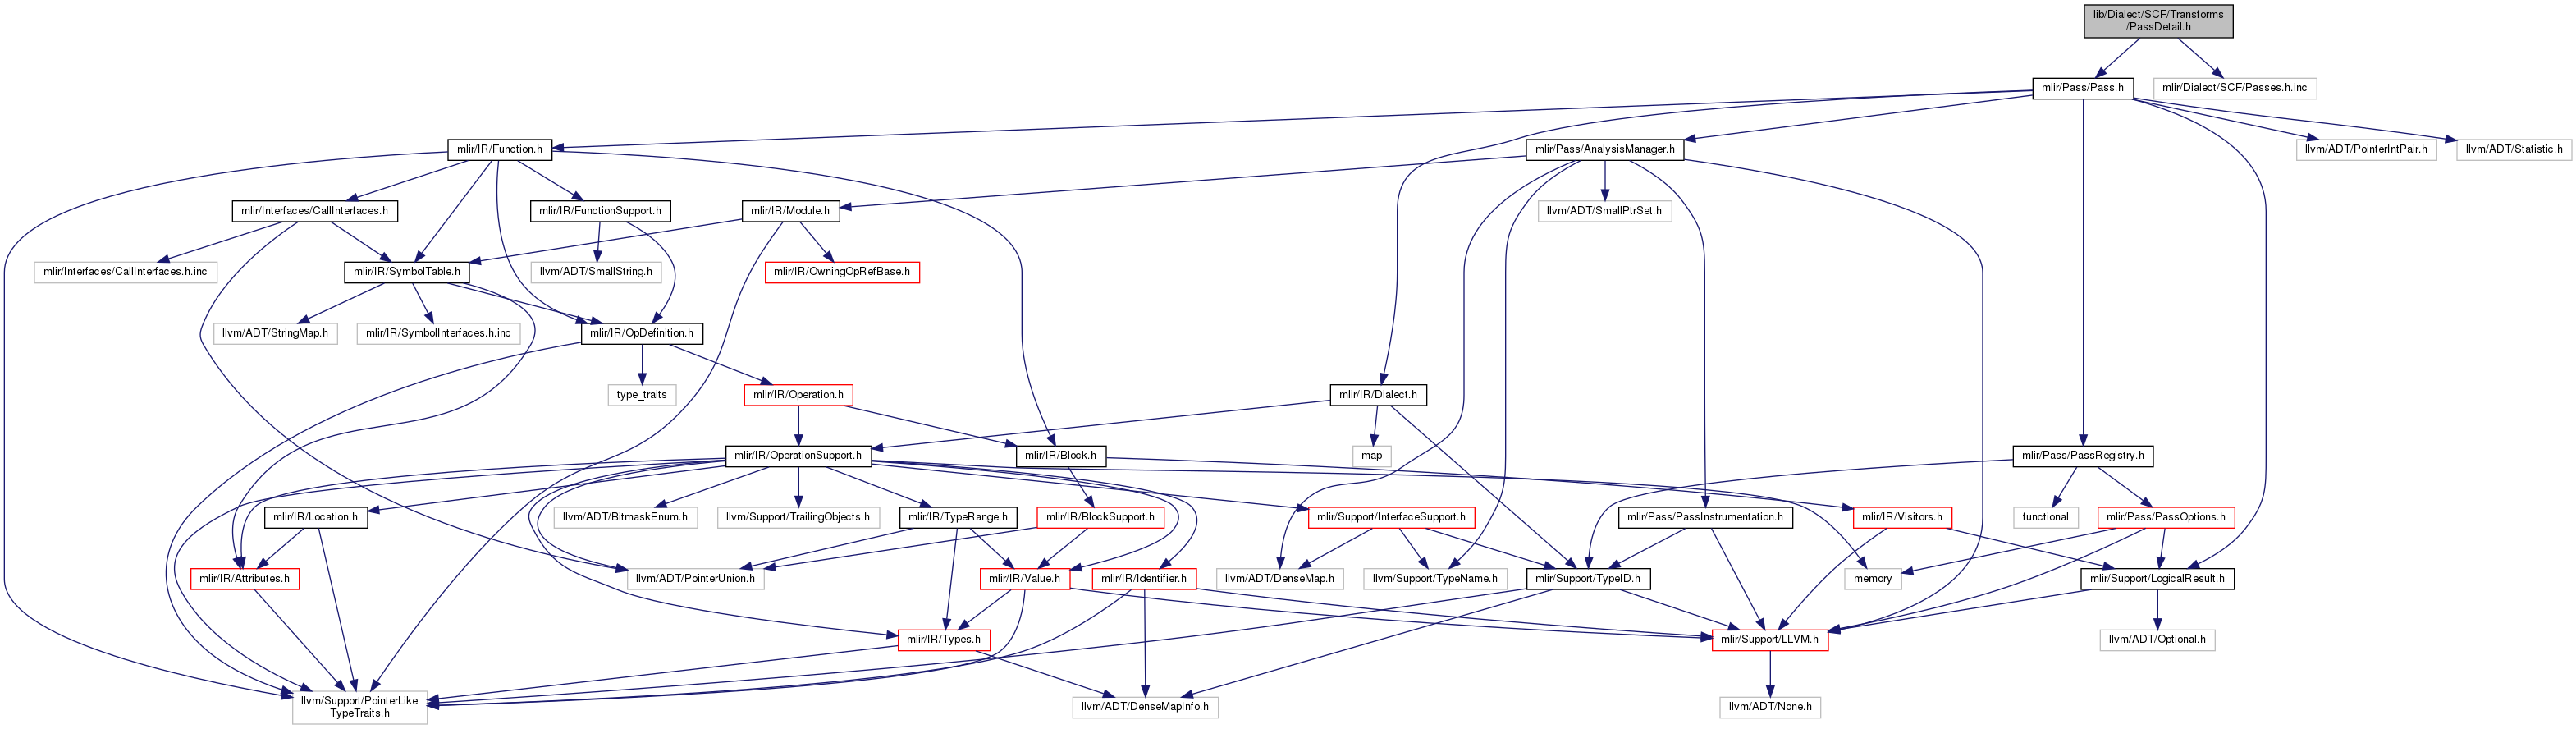 lib/Dialect/SCF/Transforms
/PassDetail.h
mlir/Pass/Pass.h
mlir/Dialect/SCF/Passes.h.inc
mlir/IR/Function.h
mlir/Pass/AnalysisManager.h
llvm/ADT/PointerIntPair.h
llvm/ADT/Statistic.h
mlir/Interfaces/CallInterfaces.h
mlir/IR/FunctionSupport.h
mlir/IR/Module.h
llvm/ADT/SmallPtrSet.h
mlir/Interfaces/CallInterfaces.h.inc
mlir/IR/SymbolTable.h
llvm/ADT/SmallString.h
mlir/IR/OwningOpRefBase.h
llvm/ADT/StringMap.h
mlir/IR/SymbolInterfaces.h.inc
mlir/IR/OpDefinition.h
type_traits
mlir/IR/Operation.h
mlir/IR/Dialect.h
mlir/IR/OperationSupport.h
mlir/IR/Block.h
map
mlir/Pass/PassRegistry.h
mlir/IR/Location.h
llvm/ADT/BitmaskEnum.h
llvm/Support/TrailingObjects.h
mlir/IR/TypeRange.h
mlir/IR/BlockSupport.h
mlir/Support/InterfaceSupport.h
mlir/Pass/PassInstrumentation.h
mlir/IR/Visitors.h
functional
mlir/Pass/PassOptions.h
mlir/IR/Attributes.h
llvm/ADT/PointerUnion.h
mlir/IR/Value.h
mlir/IR/Identifier.h
llvm/ADT/DenseMap.h
llvm/Support/TypeName.h
mlir/Support/TypeID.h
memory
mlir/Support/LogicalResult.h
mlir/IR/Types.h
mlir/Support/LLVM.h
llvm/ADT/Optional.h
llvm/Support/PointerLike
TypeTraits.h
llvm/ADT/DenseMapInfo.h
llvm/ADT/None.h